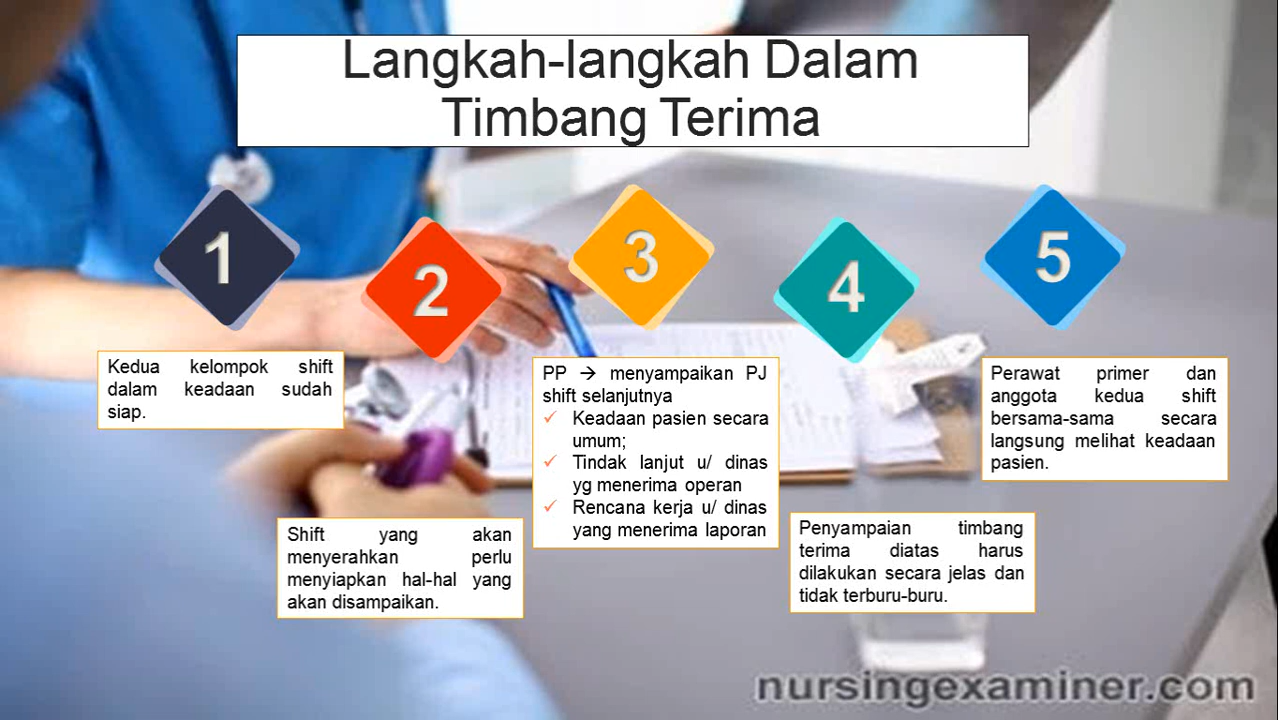 Langkah-langkah Dalam
Timbang Terima
1
2
3
4
5
Kedua kelompok shift
dalam keadaan sudah
siap.
Shift yang akan
menyerahkan perlu
menyiapkan hal-hal yang
akan disampaikan.
PP → menyampaikan PJ
shift selanjutnya
✓ Keadaan pasien secara
umum;
✓ Tindak lanjut u/ dinas
yg menerima operan
✓ Rencana kerja u/ dinas
yang menerima laporan
Penyampaian timbang
terima diatas harus
dilakukan secara jelas dan
tidak terburu-buru.
Perawat primer dan
anggota kedua shift
bersama-sama secara
langsung melihat keadaan
pasien.
nursingexaminer.com